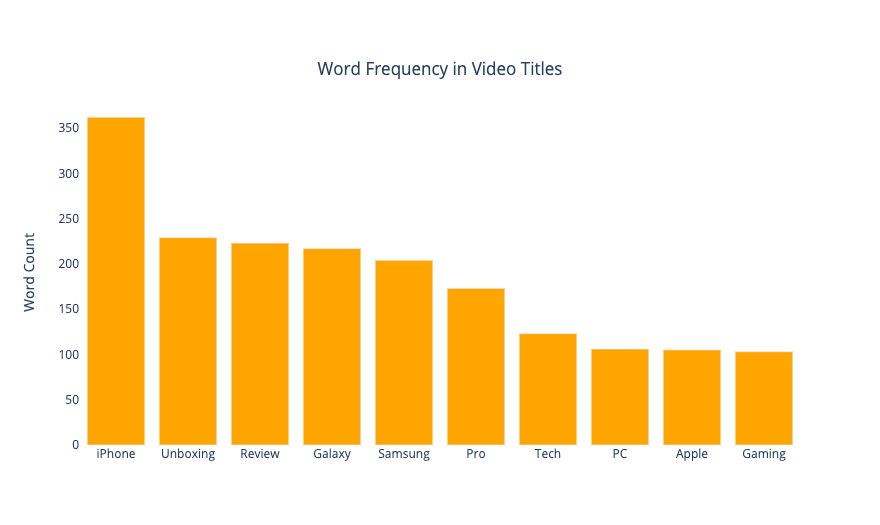 Word Frequency in Video Titles
Word Count
350
300
250
200
150
100
50
0
iPhone Unboxing Review Galaxy Samsung Pro Tech PC Apple Gaming